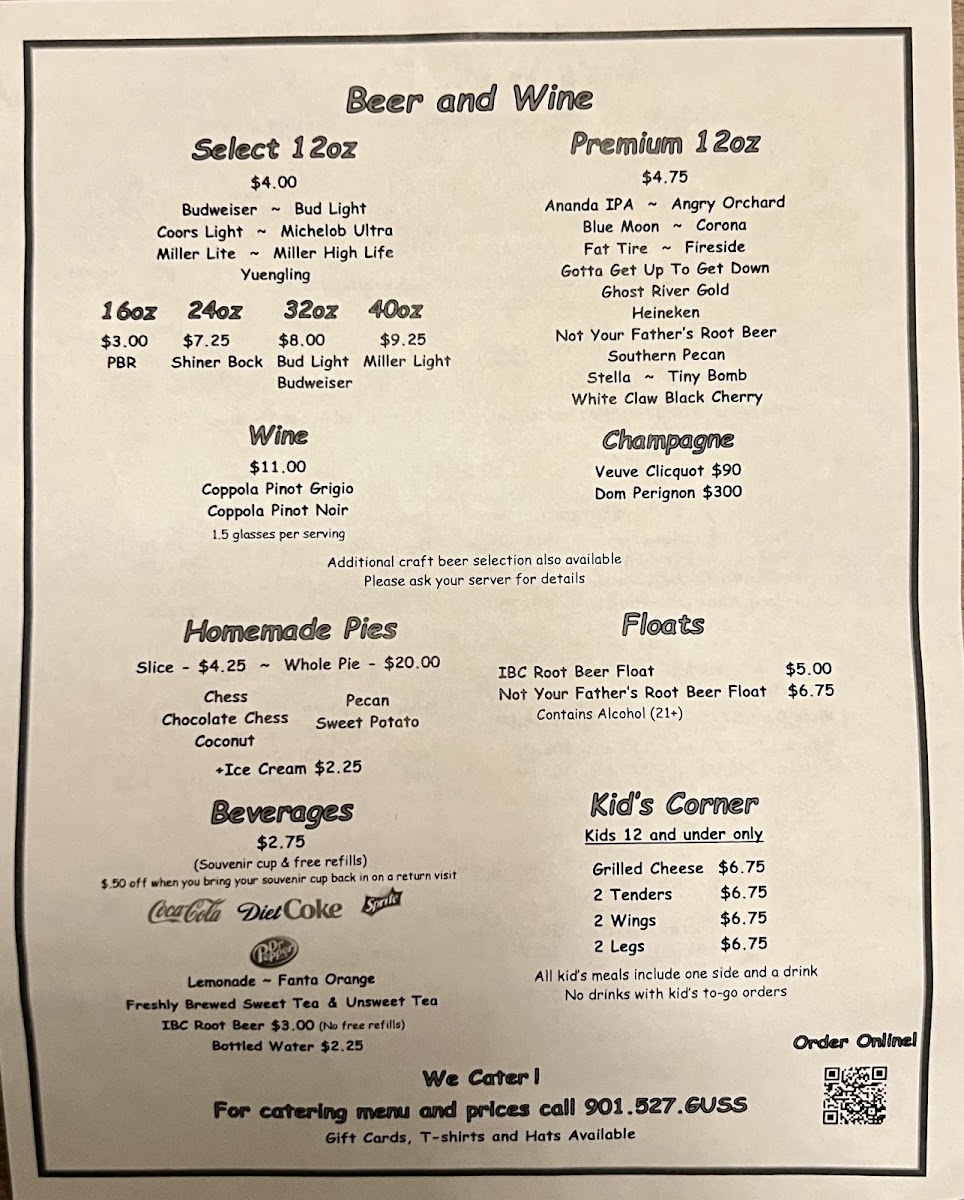 Beer and Wine
Select 12oz
$4.00
Budweiser ~ Bud Light
Coors Light ~ Michelob Ultra
Miller Lite ~ Miller High Life
Yuengling
16oz 24oz 32oz 40oz
$3.00 $7.25 $8.00 $9.25
PBR Shiner Bock Bud Light Miller Light
Budweiser
Premium 12oz
$4.75
Ananda IPA ~ Angry Orchard
Blue Moon ~ Corona
Fat Tire ~ Fireside
Gotta Get Up To Get Down
Ghost River Gold
Heineken
Not Your Father's Root Beer
Southern Pecan
Stella ~ Tiny Bomb
White Claw Black Cherry
Wine
$11.00
Coppola Pinot Grigio
Coppola Pinot Noir
1.5 glasses per serving
Champagne
Veuve Clicquot $90
Dom Perignon $300
Additional craft beer selection also available
Please ask your server for details
Homemade Pies
Slice - $4.25 ~ Whole Pie - $20.00
Chess Pecan
Chocolate Chess Sweet Potato
Coconut
+Ice Cream $2.25
Floats
IBC Root Beer Float $5.00
Not Your Father's Root Beer Float $6.75
Contains Alcohol (21+)
Beverages
$2.75
(Souvenir cup & free refills)
$.50 off when you bring your souvenir cup back in on a return visit
Coca-Cola Diet Coke Sprite
Dr Pepper
Lemonade ~ Fanta Orange
Freshly Brewed Sweet Tea & Unsweet Tea
IBC Root Beer $3.00 (No free refills)
Bottled Water $2.25
Kid's Corner
Kids 12 and under only
Grilled Cheese $6.75
2 Tenders $6.75
2 Wings $6.75
2 Legs $6.75
All kid's meals include one side and a drink
No drinks with kid's to-go orders
Order Online!
We Cater!
For catering menu and prices call 901.527.GUSS
Gift Cards, T-shirts and Hats Available